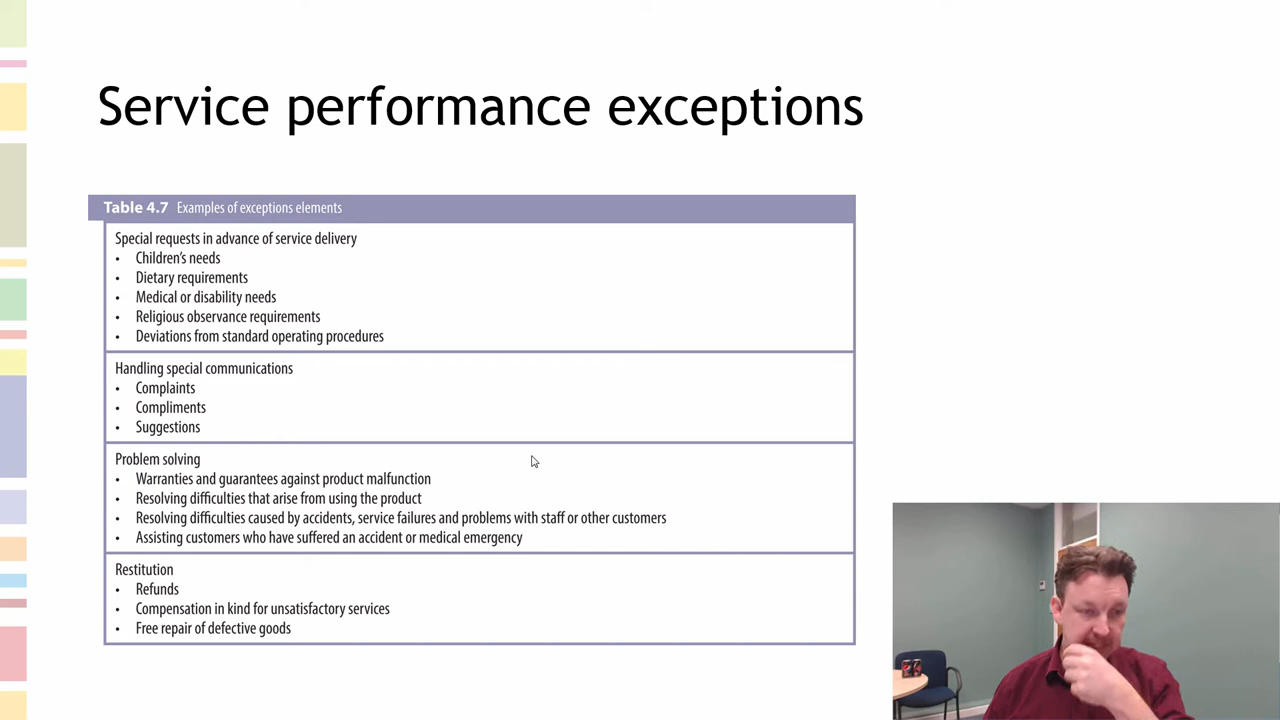 Service performance exceptions
Table 4.7 Examples of exceptions elements
Special requests in advance of service delivery
• Children's needs
• Dietary requirements
• Medical or disability needs
• Religious observance requirements
• Deviations from standard operating procedures
Handling special communications
• Complaints
• Compliments
• Suggestions
Problem solving
• Warranties and guarantees against product malfunction
• Resolving difficulties that arise from using the product
• Resolving difficulties caused by accidents, service failures and problems with staff or other customers
• Assisting customers who have suffered an accident or medical emergency
Restitution
• Refunds
• Compensation in kind for unsatisfactory services
• Free repair of defective goods